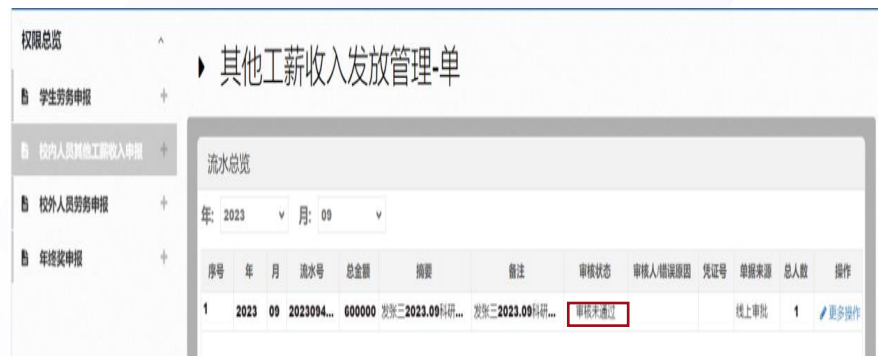 权限总览
学生劳务申报
校内人员其他工薪收入申报
校外人员劳务申报
年终奖申报
其他工薪收入发放管理-单
流水总览
年: 2023 月: 09
序号 年 月 流水号 总金额 摘要 备注 审核状态 审核人/错误原因 凭证号 单据来源 总人数 操作
1 2023 09 2023094... 600000 发张三2023.09科研... 发张三2023.09科研... 审核未通过 线上审批 1 更多操作